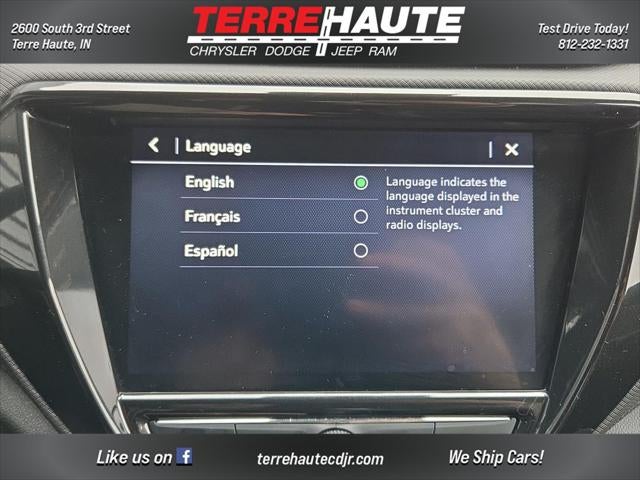 2600 South 3rd Street
Terre Haute, IN
TERRE HAUTE
CHRYSLER DODGE JEEP RAM
Test Drive Today!
812-232-1331
Language
English
Français
Español
Language indicates the
language displayed in the
instrument cluster and
radio displays.
Like us on f
terrehautecdjr.com
We Ship Cars!